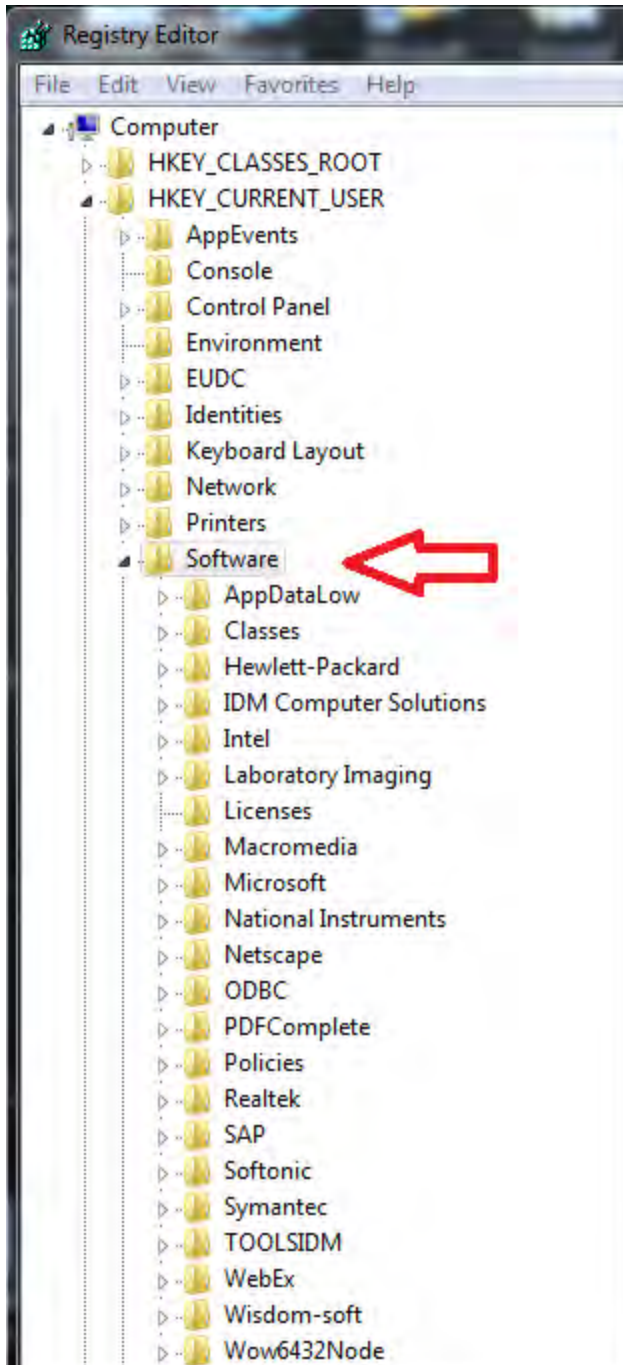 Registry Editor
File Edit View Favorites Help
Computer
HKEY_CLASSES_ROOT
HKEY_CURRENT_USER
AppEvents
Console
Control Panel
Environment
EUDC
Identities
Keyboard Layout
Network
Printers
Software
AppDataLow
Classes
Hewlett-Packard
IDM Computer Solutions
Intel
Laboratory Imaging
Licenses
Macromedia
Microsoft
National Instruments
Netscape
ODBC
PDFComplete
Policies
Realtek
SAP
Softonic
Symantec
TOOLSIDM
WebEx
Wisdom-soft
Wow6432Node